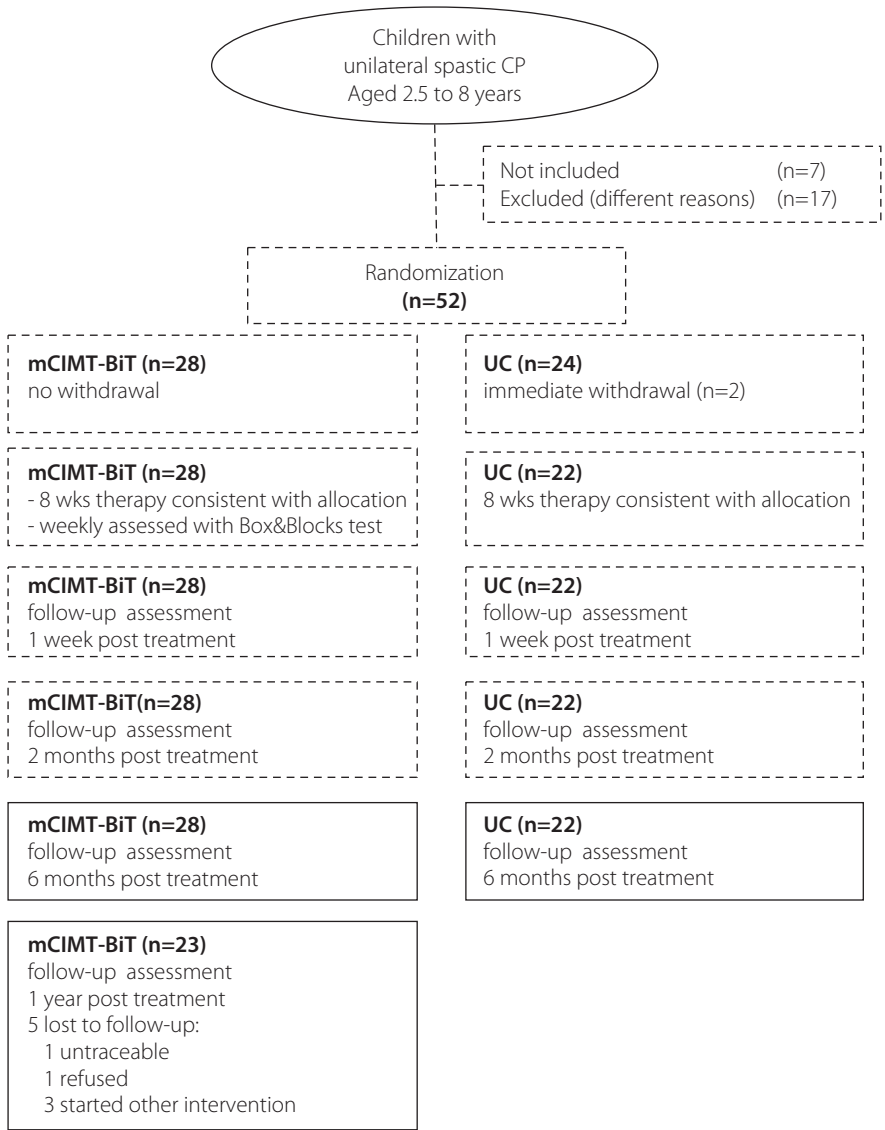 Children with
unilateral spastic CP
Aged 2.5 to 8 years
Not included (n=7)
Excluded (different reasons) (n=17)
Randomization
(n=52)
mCIMT-BiT (n=28)
no withdrawal
UC (n=24)
immediate withdrawal (n=2)
mCIMT-BiT (n=28)
- 8 wks therapy consistent with allocation
- weekly assessed with Box&Blocks test
UC (n=22)
8 wks therapy consistent with allocation
mCIMT-BiT (n=28)
follow-up assessment
1 week post treatment
UC (n=22)
follow-up assessment
1 week post treatment
mCIMT-BiT(n=28)
follow-up assessment
2 months post treatment
UC (n=22)
follow-up assessment
2 months post treatment
mCIMT-BiT (n=28)
follow-up assessment
6 months post treatment
UC (n=22)
follow-up assessment
6 months post treatment
mCIMT-BiT (n=23)
follow-up assessment
1 year post treatment
5 lost to follow-up:
1 untraceable
1 refused
3 started other intervention